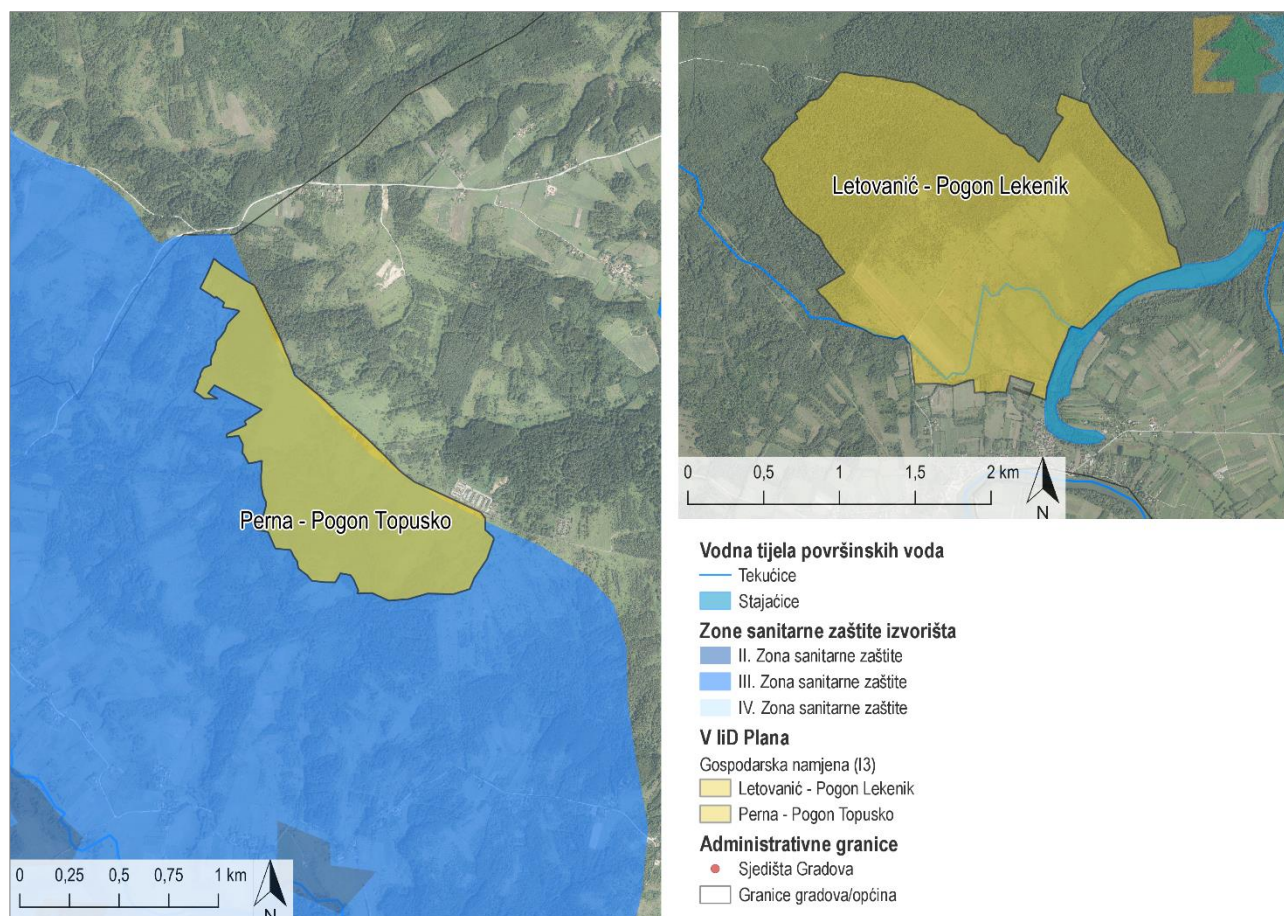 Perna - Pogon Topusko
0 0,25 0,5 0,75 1 km
N
Letovanić - Pogon Lekenik
0 0,5 1 1,5 2 km
N
Vodna tijela površinskih voda
Tekućice
Stajaćice
Zone sanitarne zaštite izvorišta
II. Zona sanitarne zaštite
III. Zona sanitarne zaštite
IV. Zona sanitarne zaštite
V IiD Plana
Gospodarska namjena (I3)
Letovanić - Pogon Lekenik
Perna - Pogon Topusko
Administrativne granice
Sjedišta Gradova
Granice gradova/općina